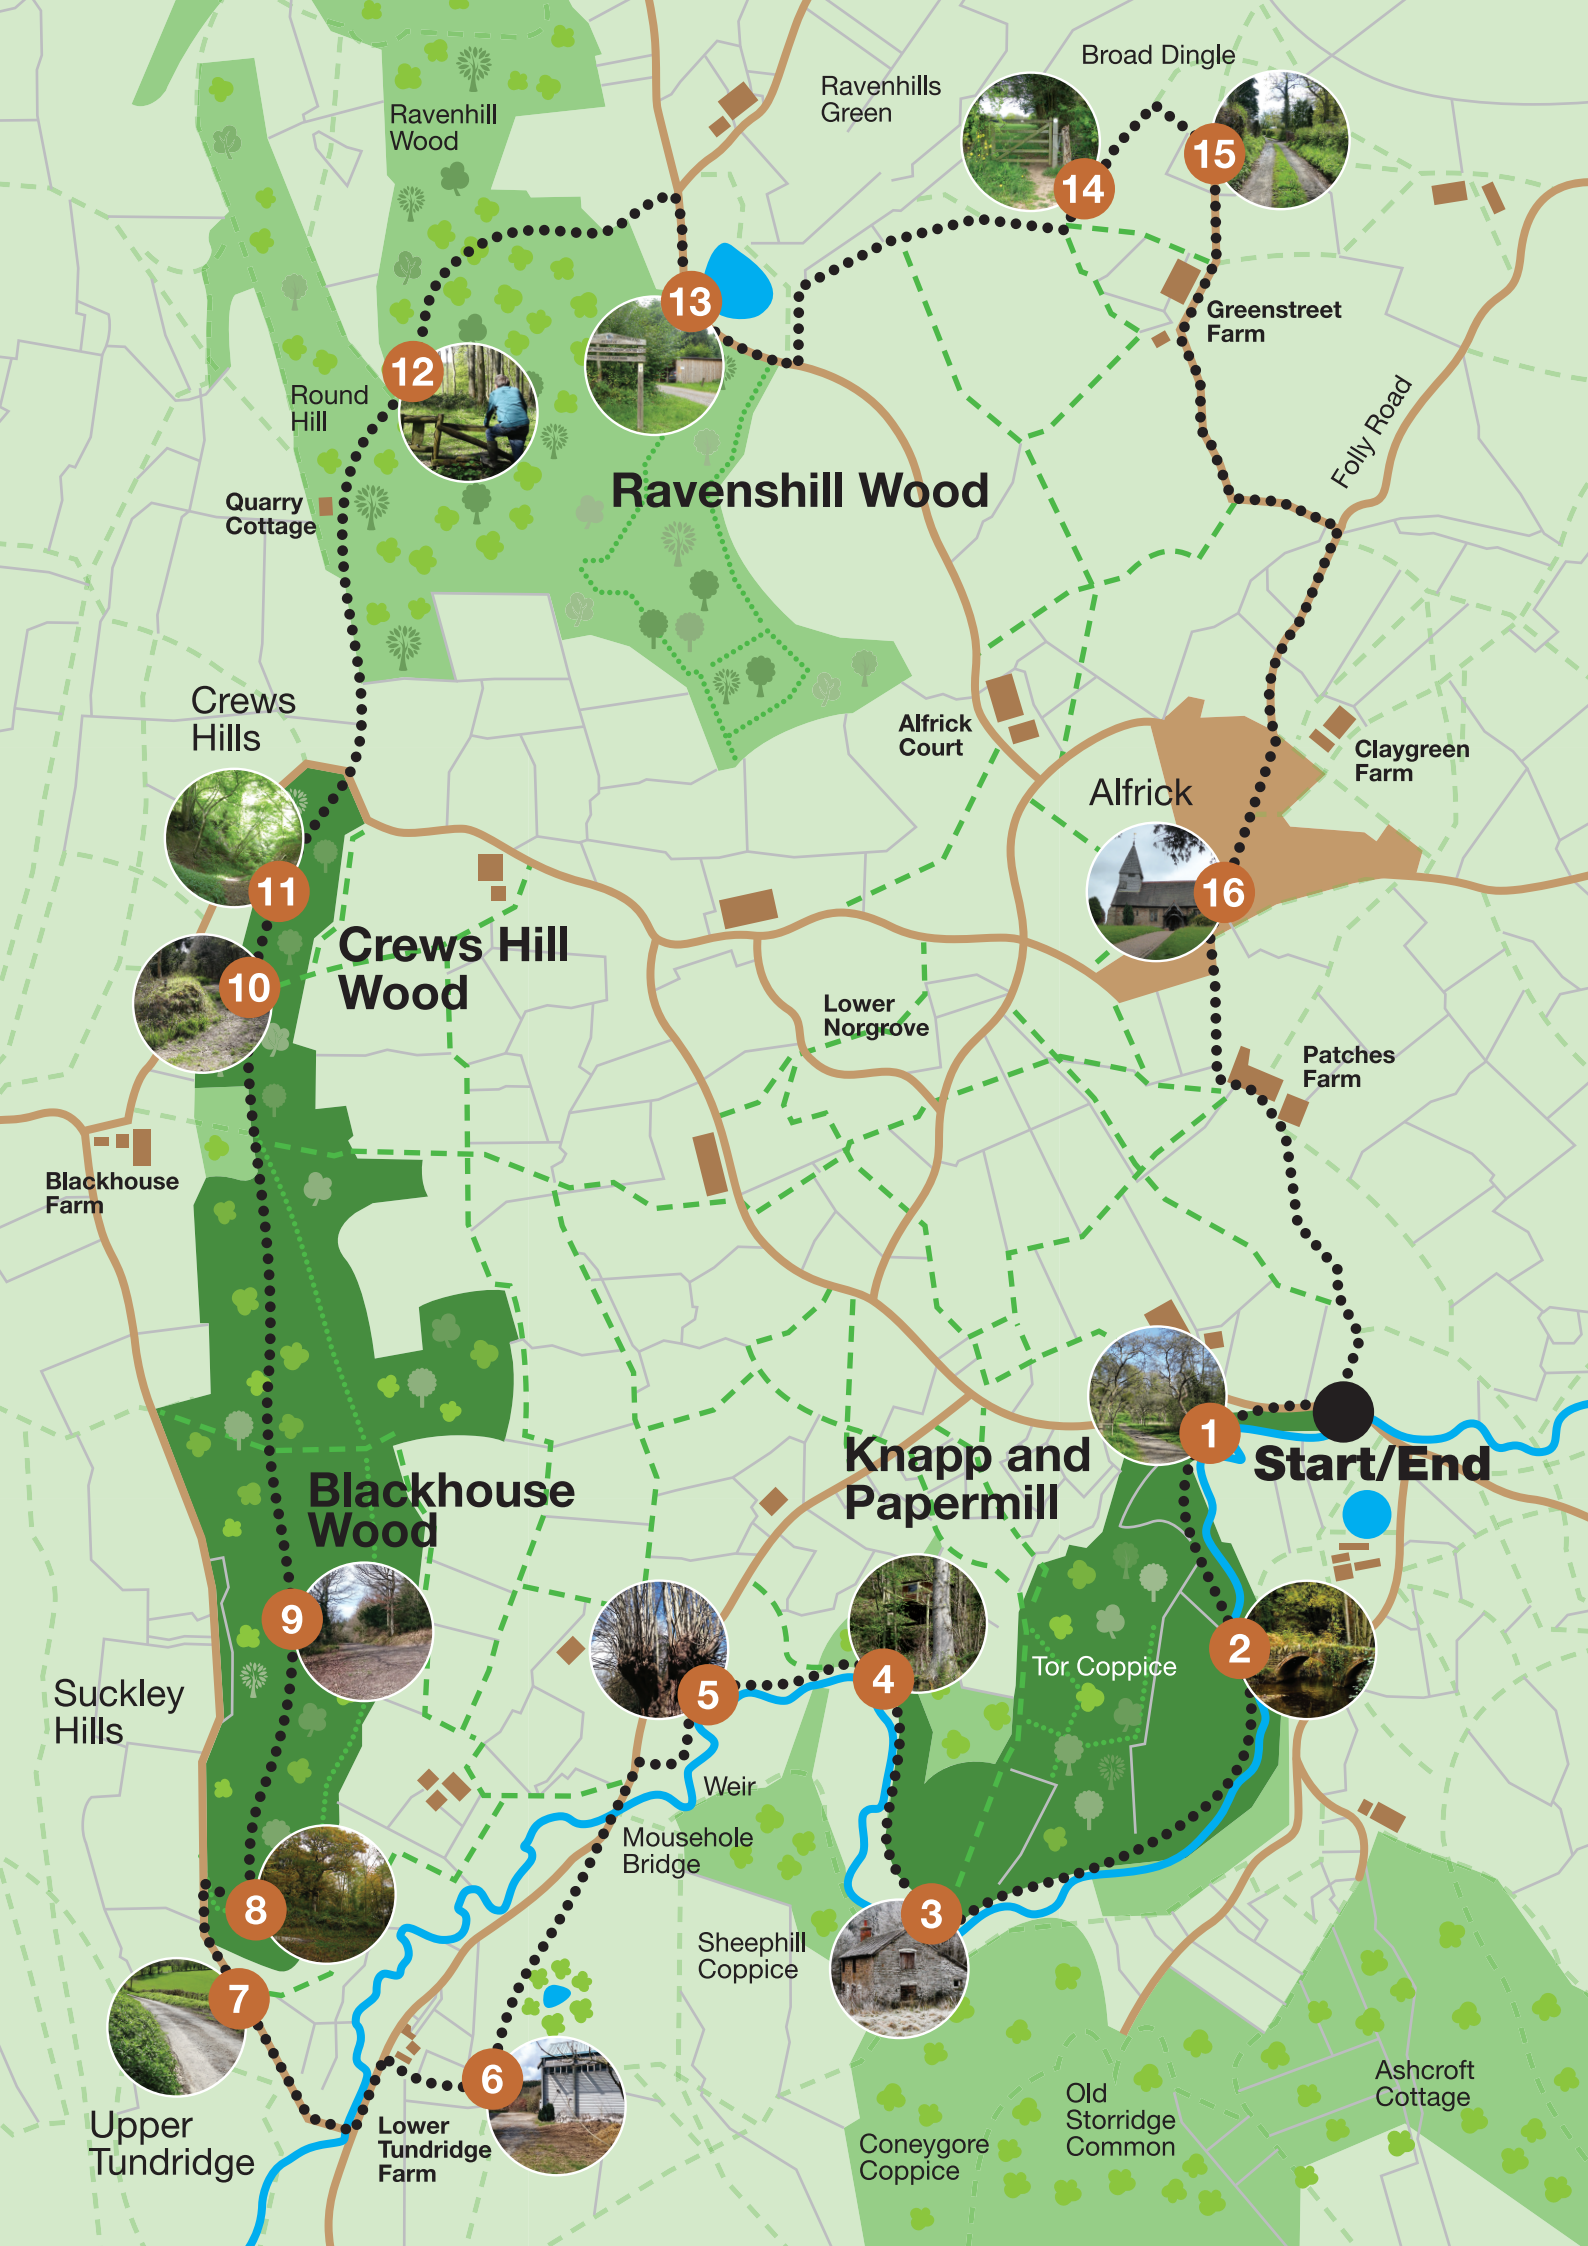 Broad Dingle
Ravenhills
Green
Ravenhill
Wood
15
14
13
Greenstreet
Farm
12
Round
Hill
Folly Road
Ravenshill Wood
Quarry
Cottage
Crews
Hills
Alfrick
Court
Claygreen
Farm
Alfrick
11
16
Crews Hill
Wood
10
Lower
Norgrove
Patches
Farm
Blackhouse
Farm
1
Start/End
Knapp and
Papermill
Blackhouse
Wood
9
2
Tor Coppice
4
5
Suckley
Hills
Weir
Mousehole
Bridge
8
3
Sheephill
Coppice
7
6
Ashcroft
Cottage
Old
Storridge
Common
Upper
Tundridge
Lower
Tundridge
Farm
Coneygore
Coppice